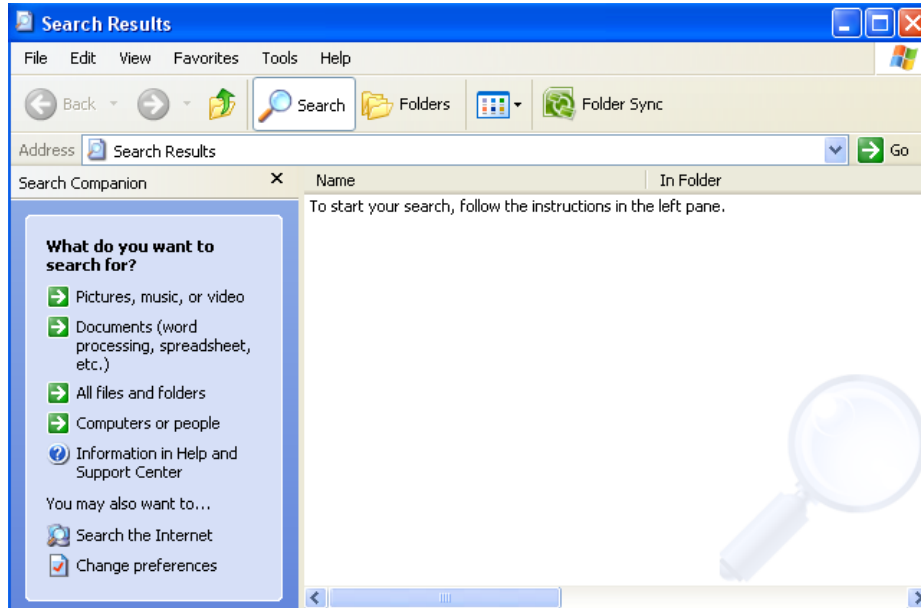 Search Results
File Edit View Favorites Tools Help
Back Search Folders Folder Sync
Address Search Results Go
Search Companion
Name In Folder
To start your search, follow the instructions in the left pane.
What do you want to
search for?
Pictures, music, or video
Documents (word
processing, spreadsheet,
etc.)
All files and folders
Computers or people
Information in Help and
Support Center
You may also want to...
Search the Internet
Change preferences